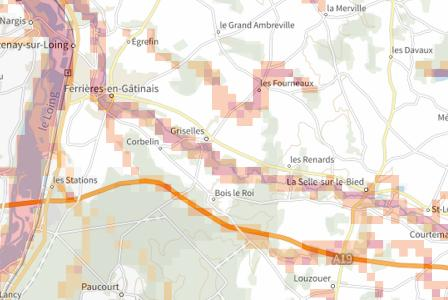 la Merville
Nargis
le Grand Ambreville
Égrefin
enay-sur-Loing
les Davaux
les Fourneaux
Ferrières-en-Gâtinais
le Loing
Griselles
Corbelin
les Renards
les Stations
La Selle-sur-le-Bied
Bois le Roi
St-Lo
Courtema
A19
Louzouer
Paucourt
Lancy